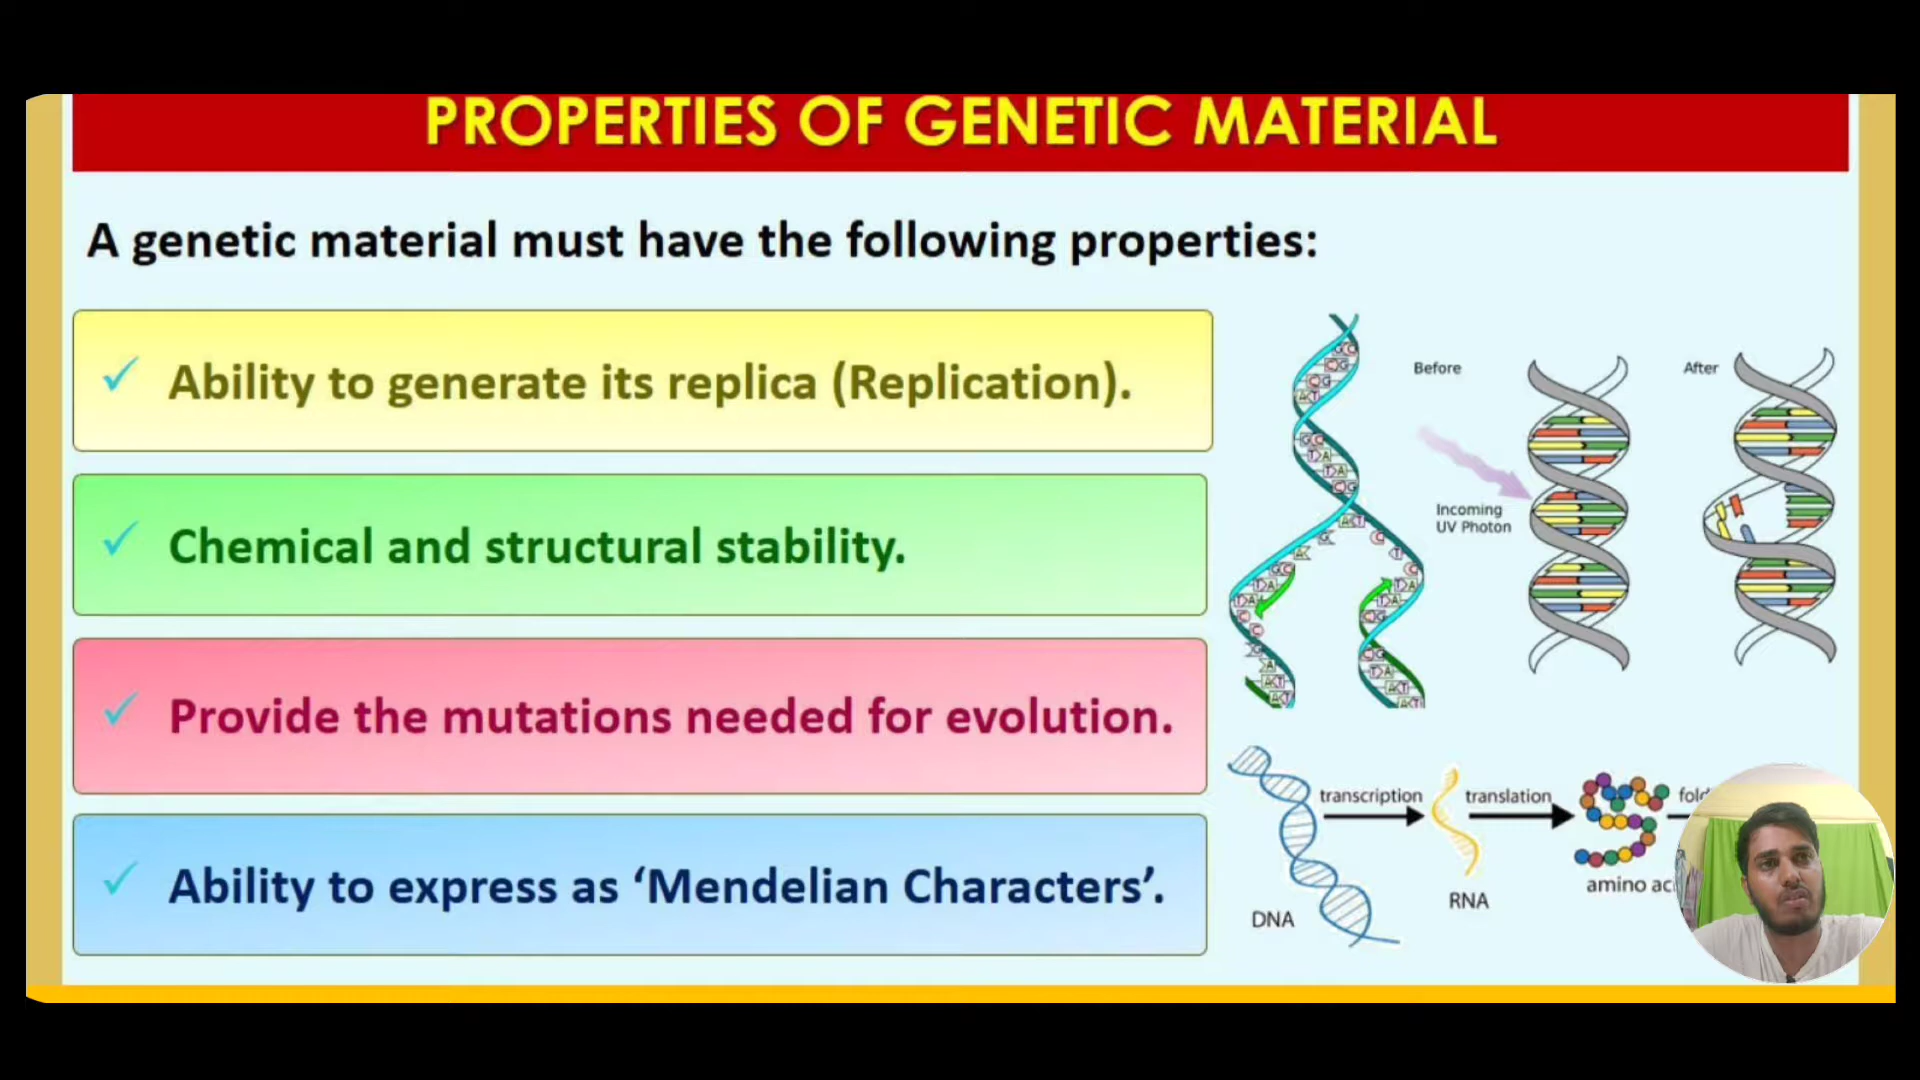 PROPERTIES OF GENETIC MATERIAL
A genetic material must have the following properties:
✓ Ability to generate its replica (Replication).
✓ Chemical and structural stability.
✓ Provide the mutations needed for evolution.
✓ Ability to express as ‘Mendelian Characters’.
Before
After
Incoming
UV Photon
transcription
translation
DNA
RNA
amino